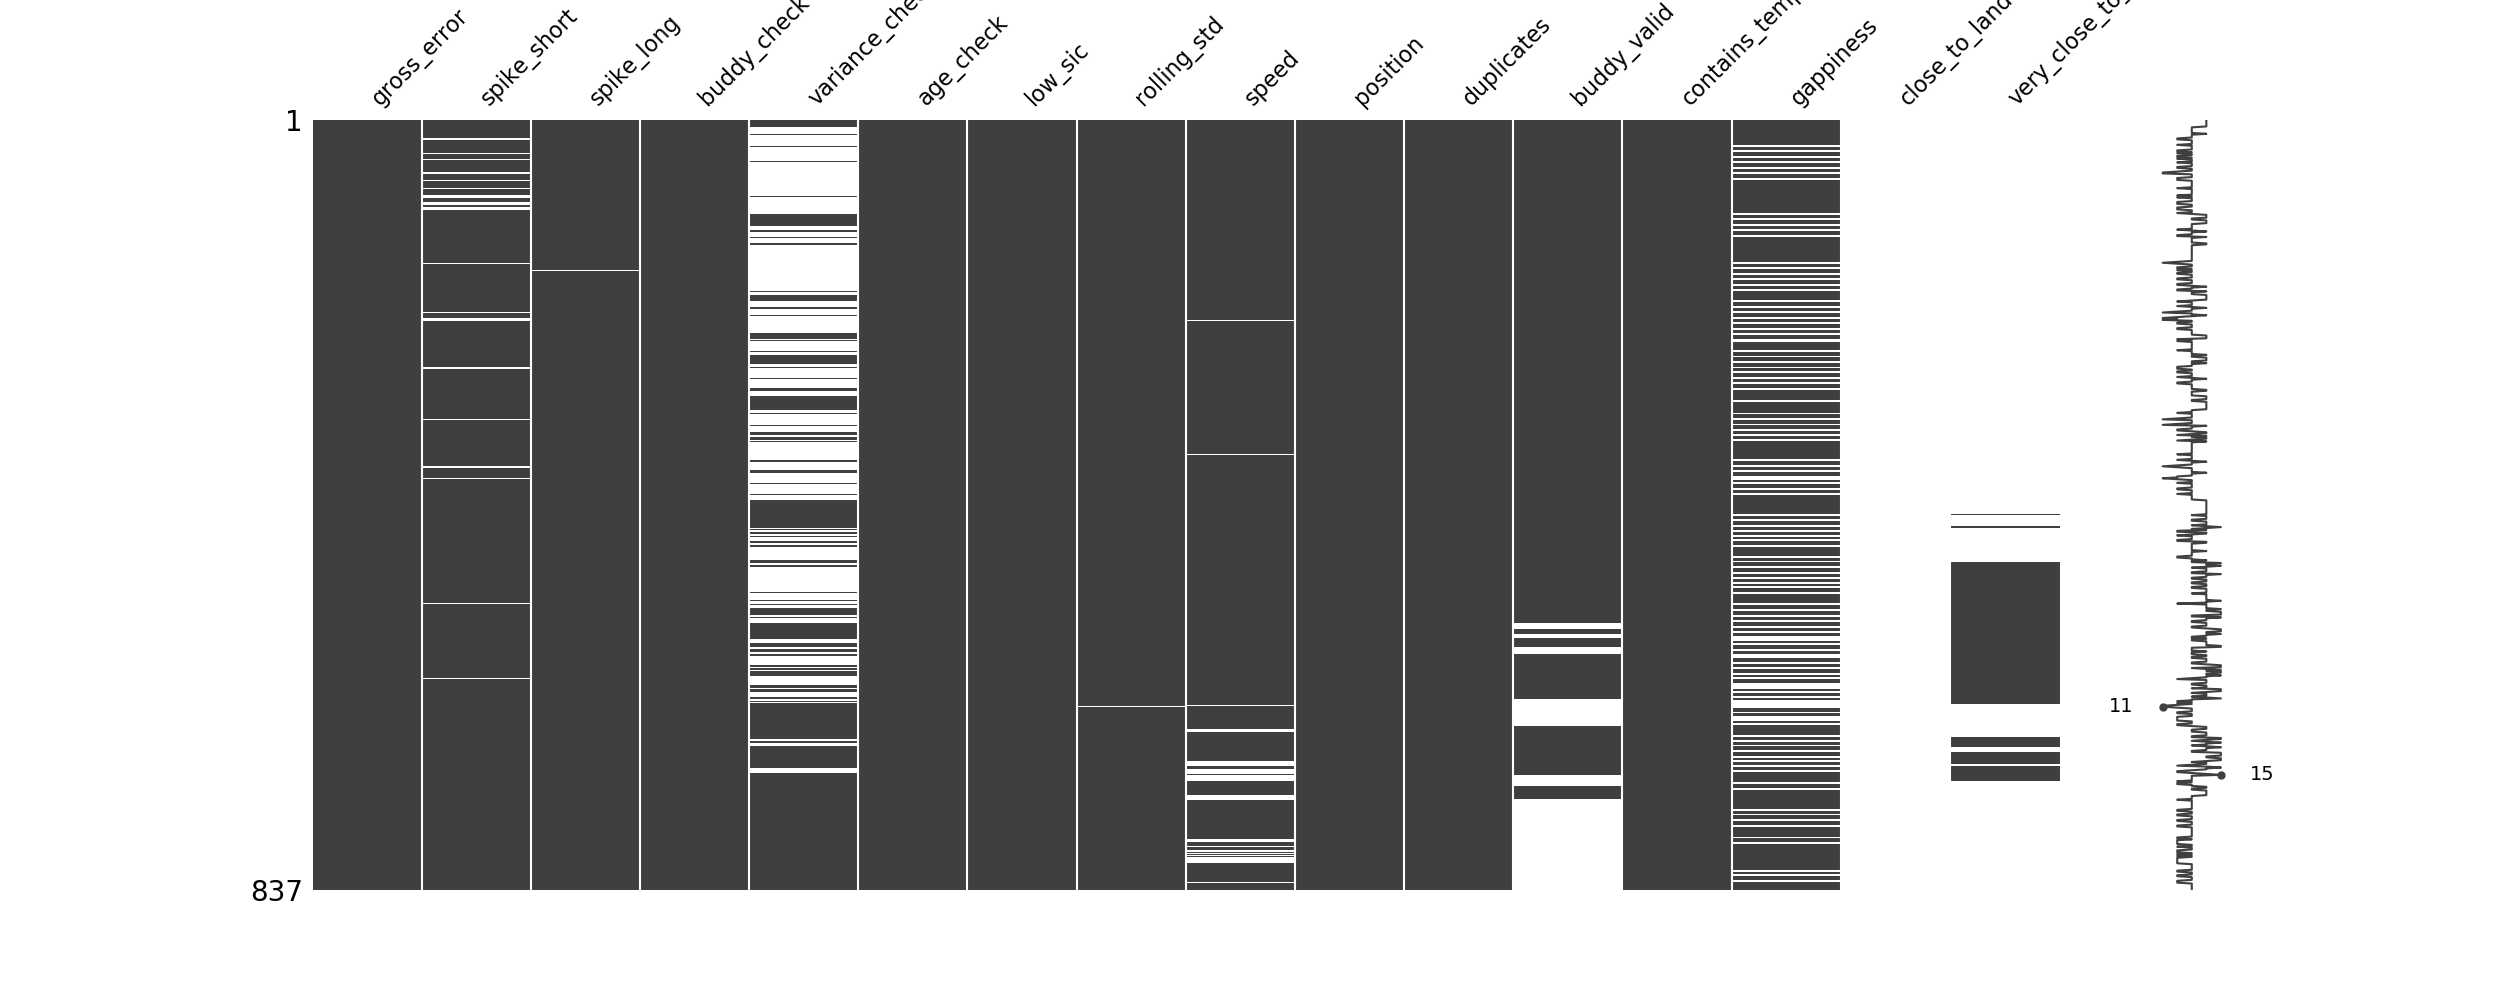 gross_error
spike_short
spike_long
buddy_check
variance_che
age_check
low_sic
rolling_std
speed
position
duplicates
buddy_valid
contains_temp
gappiness
close_to_land
very_close_to_
1
837
11
15